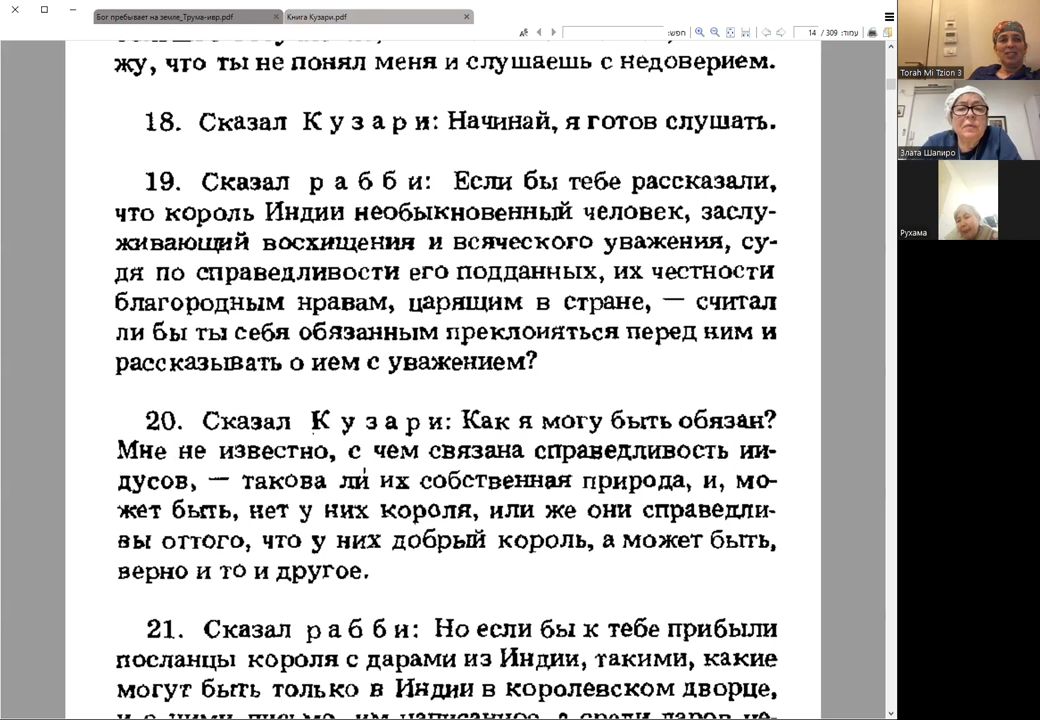 Бог пребывает на земле_Трума-ивр.pdf
Книга Кузари.pdf
חפש:
עמוד: 14 / 309
жу, что ты не понял меня и слушаешь с недоверием.
18. Сказал Кузари: Начинай, я готов слушать.
19. Сказал рабби: Если бы тебе рассказали,
что король Индии необыкновенный человек, заслу-
живающий восхищения и всяческого уважения, су-
дя по справедливости его подданных, их честности
благородным нравам, царящим в стране, — считал
ли бы ты себя обязанным преклоняться перед ним и
рассказывать о нем с уважением?
20. Сказал Кузари: Как я могу быть обязан?
Мне не известно, с чем связана справедливость ин-
дусов, — такова ли их собственная природа, и, мо-
жет быть, нет у них короля, или же они справедли-
вы оттого, что у них добрый король, а может быть,
верно и то и другое.
21. Сказал рабби: Но если бы к тебе прибыли
посланцы короля с дарами из Индии, такими, какие
могут быть только в Индии в королевском дворце,
Torah Mi Tzion 3
Злата Шапиро
Рухама